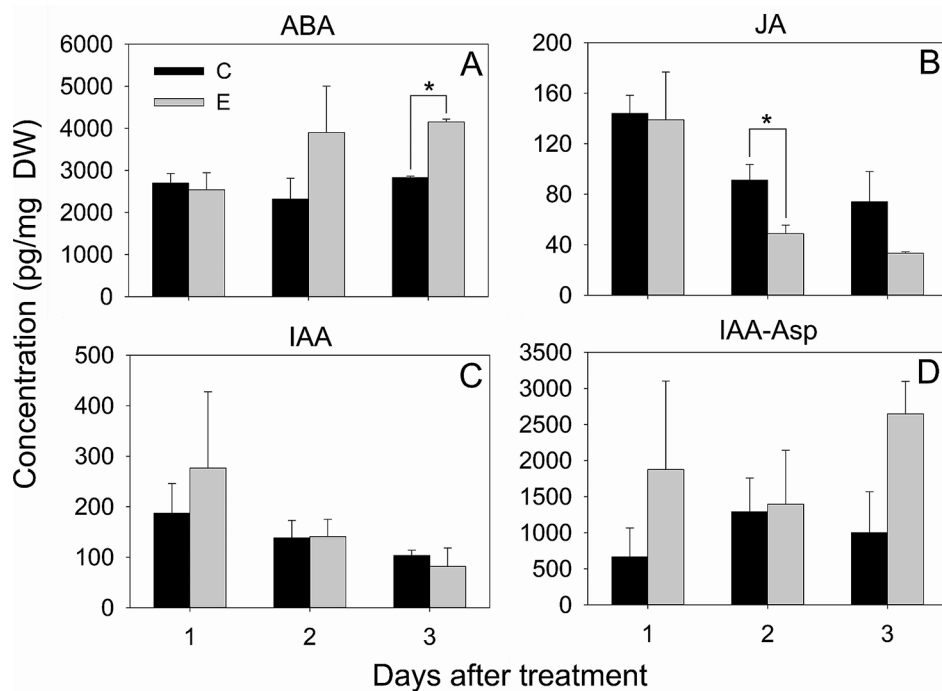 ABA
JA
6000
5000
4000
3000
2000
1000
0
C
E
A
*
200
160
120
80
40
0
B
*
Concentration (pg/mg DW)
IAA
IAA-Asp
500
400
300
200
100
0
C
3500
3000
2500
2000
1500
1000
500
0
D
1 2 3
1 2 3
Days after treatment